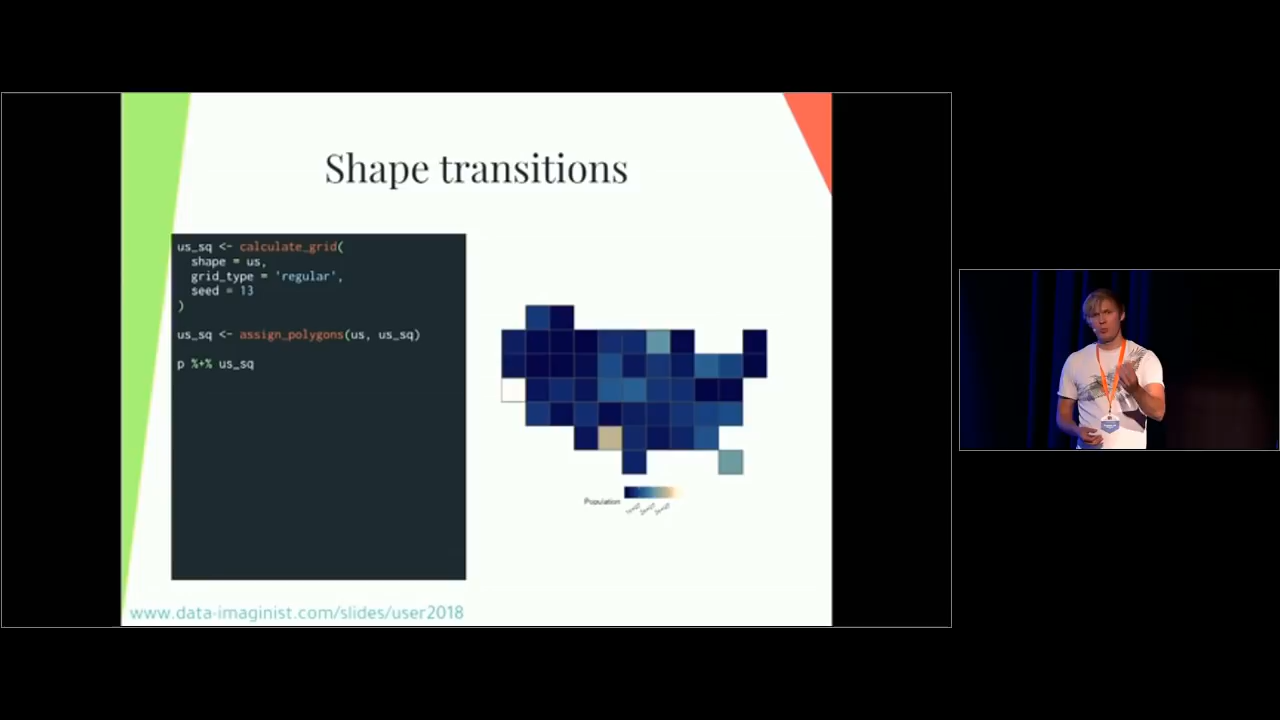 Shape transitions
us_sq <- calculate_grid(
  shape = us,
  grid_type = 'regular',
  seed = 13
)
us_sq <- assign_polygons(us, us_sq)
p %+% us_sq
Population
www.data-imaginist.com/slides/user2018